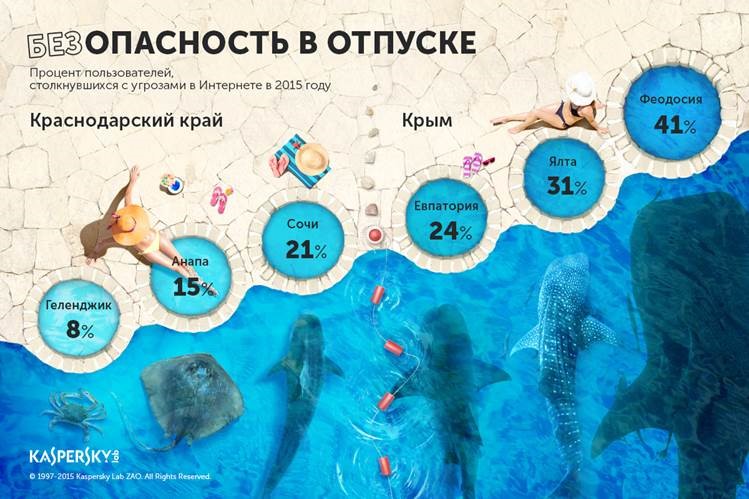 БЕЗОПАСНОСТЬ В ОТПУСКЕ
Процент пользователей,
столкнувшихся с угрозами в Интернете в 2015 году
Краснодарский край
Крым
Геленджик
8%
Анапа
15%
Сочи
21%
Евпатория
24%
Ялта
31%
Феодосия
41%
KASPERSKY lab
© 1997-2015 Kaspersky Lab ZAO. All Rights Reserved.